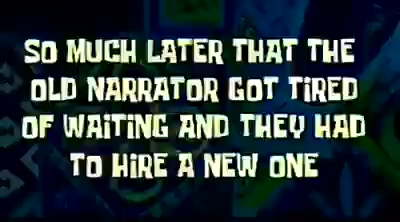 SO MUCH LATER THAT THE
OLD NARRATOR GOT TIRED
OF WAITING AND THEY HAD
TO HIRE A NEW ONE